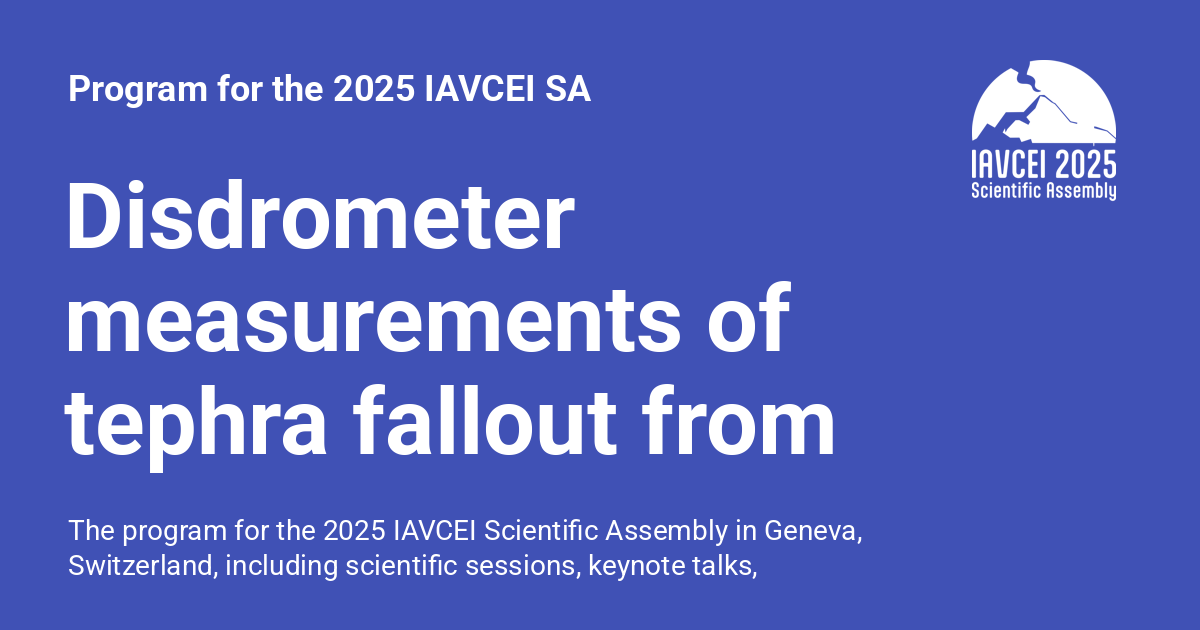 Program for the 2025 IAVCEI SA
IAVCEI 2025
Scientific Assembly
Disdrometer
measurements of
tephra fallout from
The program for the 2025 IAVCEI Scientific Assembly in Geneva,
Switzerland, including scientific sessions, keynote talks,